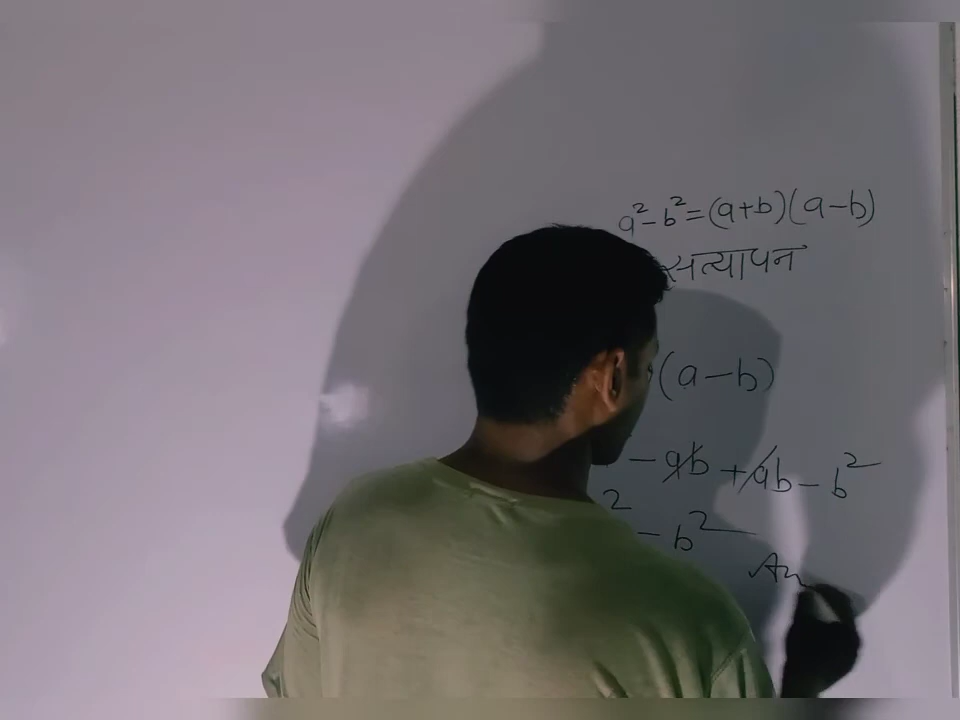 a²-b²=(a+b)(a-b)
सत्यापन
(a-b)
-ab+ab-b²
² -b²
An